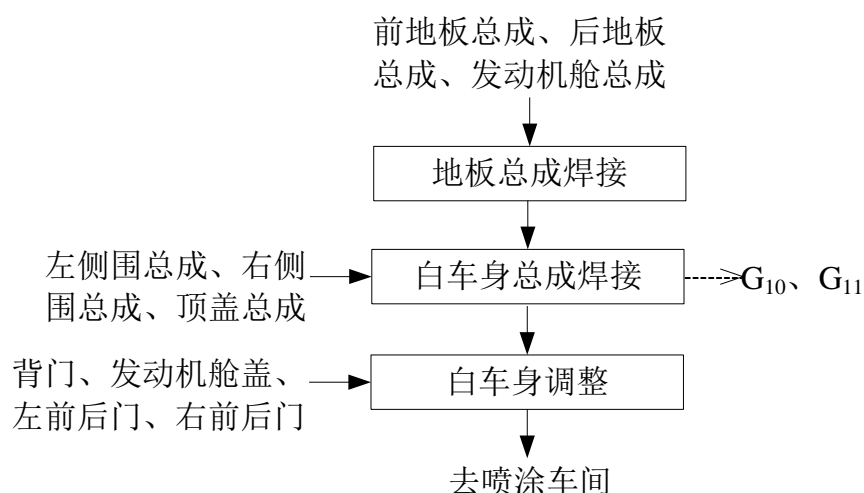 前地板总成、后地板
总成、发动机舱总成
地板总成焊接
左侧围总成、右侧
围总成、顶盖总成
白车身总成焊接
G₁₀、G₁₁
背门、发动机舱盖、
左前后门、右前后门
白车身调整
去喷涂车间